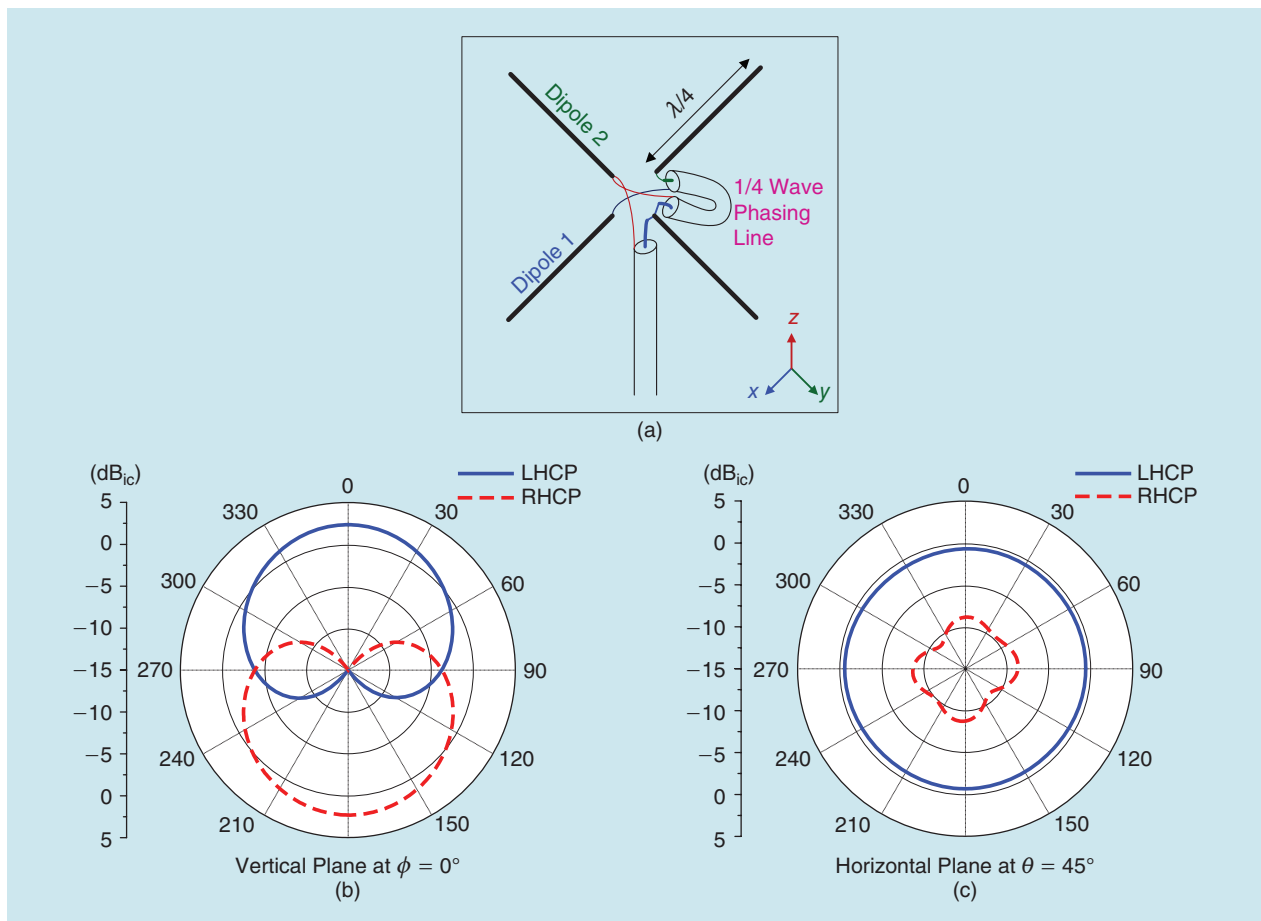 Dipole 2
λ/4
1/4 Wave
Phasing
Line
Dipole 1
z
x
y
(a)
(dBic)
LHCP
RHCP
5
0
−5
−10
−15
−10
−5
0
5
0
30
60
90
120
150
210
240
270
300
330
Vertical Plane at ϕ = 0°
(b)
(dBic)
LHCP
RHCP
5
0
−5
−10
−15
−10
−5
0
5
0
30
60
90
120
150
210
240
270
300
330
Horizontal Plane at θ = 45°
(c)